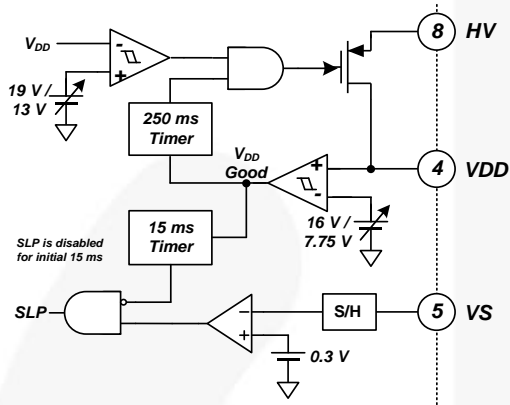 8 HV
VDD
- 
+
19 V /
13 V
250 ms
Timer
VDD
Good
+
-
4 VDD
16 V /
7.75 V
SLP is disabled
for initial 15 ms
15 ms
Timer
SLP
-
+
S/H
5 VS
0.3 V